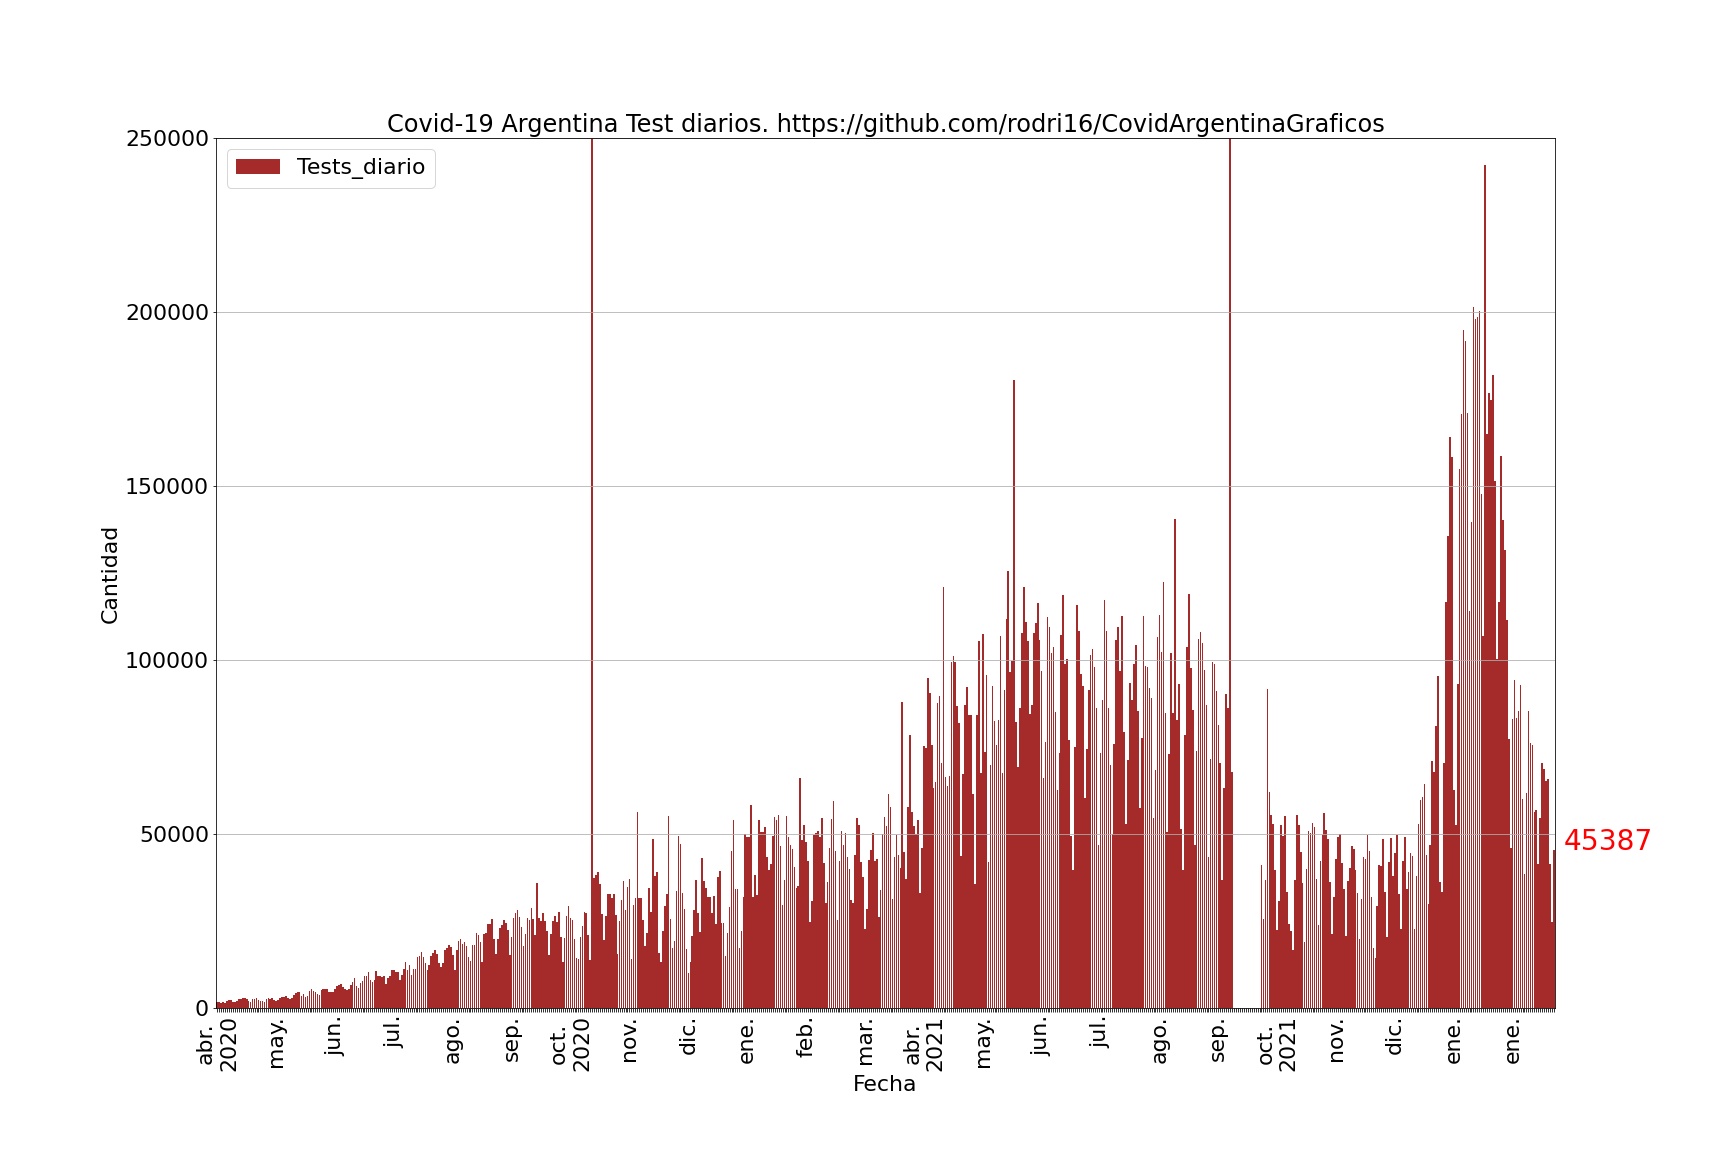 Covid-19 Argentina Test diarios. https://github.com/rodri16/CovidArgentinaGraficos
Tests_diario
250000
200000
150000
100000
50000
0
Cantidad
45387
abr.
2020
may.
jun.
jul.
ago.
sep.
oct.
2020
nov.
dic.
ene.
feb.
mar.
abr.
2021
may.
jun.
jul.
ago.
sep.
oct.
2021
nov.
dic.
ene.
ene.
Fecha